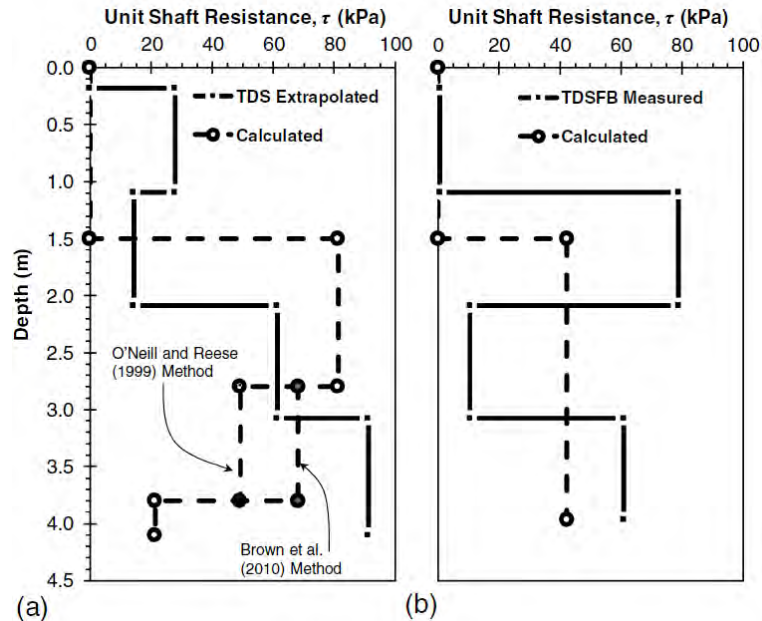 Unit Shaft Resistance, τ (kPa)
0 20 40 60 80 100
0.0
0.5
1.0
1.5
2.0
2.5
3.0
3.5
4.0
4.5
Depth (m)
TDS Extrapolated
Calculated
O'Neill and Reese
(1999) Method
Brown et al.
(2010) Method
(a)
Unit Shaft Resistance, τ (kPa)
0 20 40 60 80 100
TDSFB Measured
Calculated
(b)